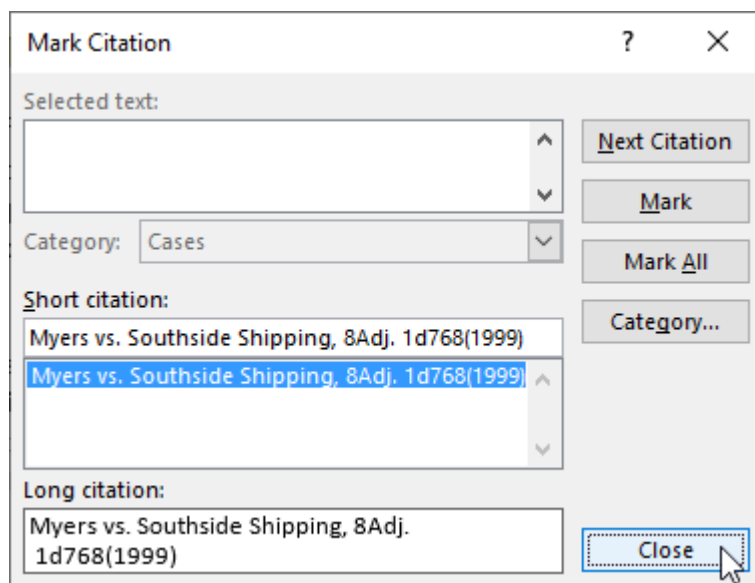 Mark Citation ?
Selected text:
Next Citation
Mark
Category: Cases
Mark All
Short citation:
Myers vs. Southside Shipping, 8Adj. 1d768(1999)
Category...
Myers vs. Southside Shipping, 8Adj. 1d768(1999)
Long citation:
Myers vs. Southside Shipping, 8Adj.
1d768(1999)
Close